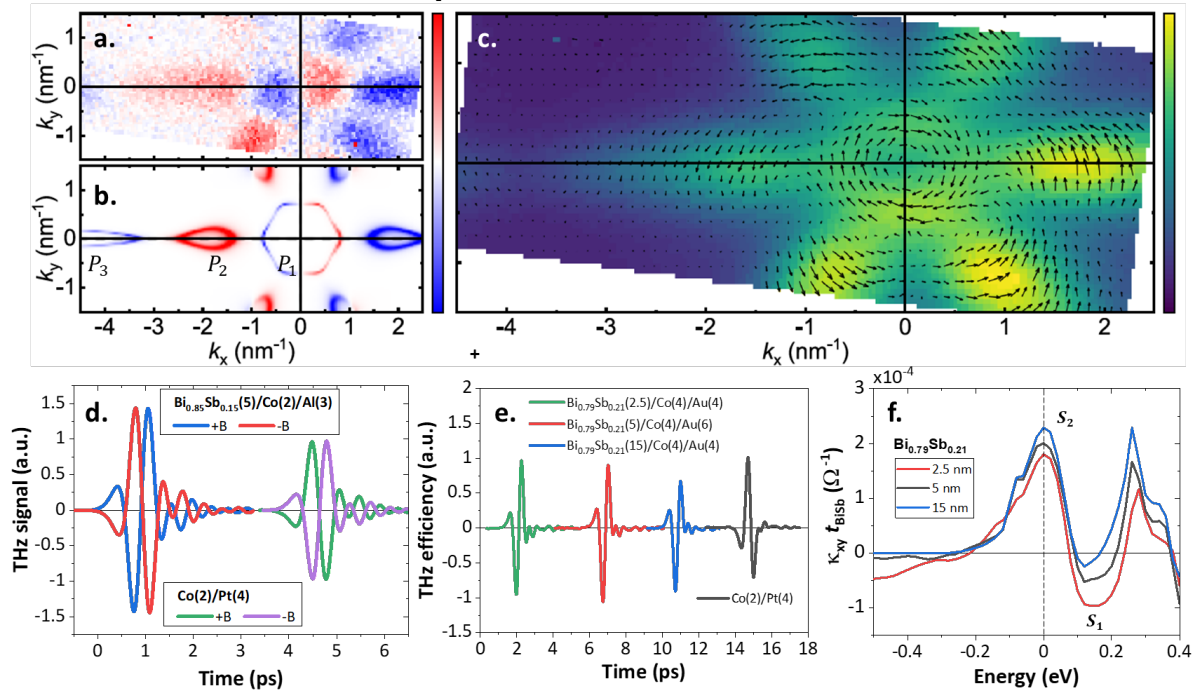 a.
k_y (nm⁻¹)
1
0
-1
b.
k_y (nm⁻¹)
1
0
-1
P₃
P₂
P₁
-4 -3 -2 -1 0 1 2
k_x (nm⁻¹)
c.
-4 -3 -2 -1 0 1 2
k_x (nm⁻¹)
+
d.
THz signal (a.u.)
1.5
1
0.5
0
-0.5
-1
-1.5
Bi₀.₈₅Sb₀.₁₅(5)/Co(2)/Al(3)
+B -B
Co(2)/Pt(4)
+B -B
0 1 2 3 4 5 6
Time (ps)
e.
THz efficiency (a.u.)
1.5
1
0.5
0
-0.5
-1
-1.5
Bi₀.₇₉Sb₀.₂₁(2.5)/Co(4)/Au(4)
Bi₀.₇₉Sb₀.₂₁(5)/Co(4)/Au(6)
Bi₀.₇₉Sb₀.₂₁(15)/Co(4)/Au(4)
Co(2)/Pt(4)
0 2 4 6 8 10 12 14 16 18
Time (ps)
f.
x10⁻⁴
κ_xy t_BiSb (Ω⁻¹)
3
2
1
0
-1
S₂
Bi₀.₇₉Sb₀.₂₁
2.5 nm
5 nm
15 nm
S₁
-0.4 -0.2 0 0.2 0.4
Energy (eV)